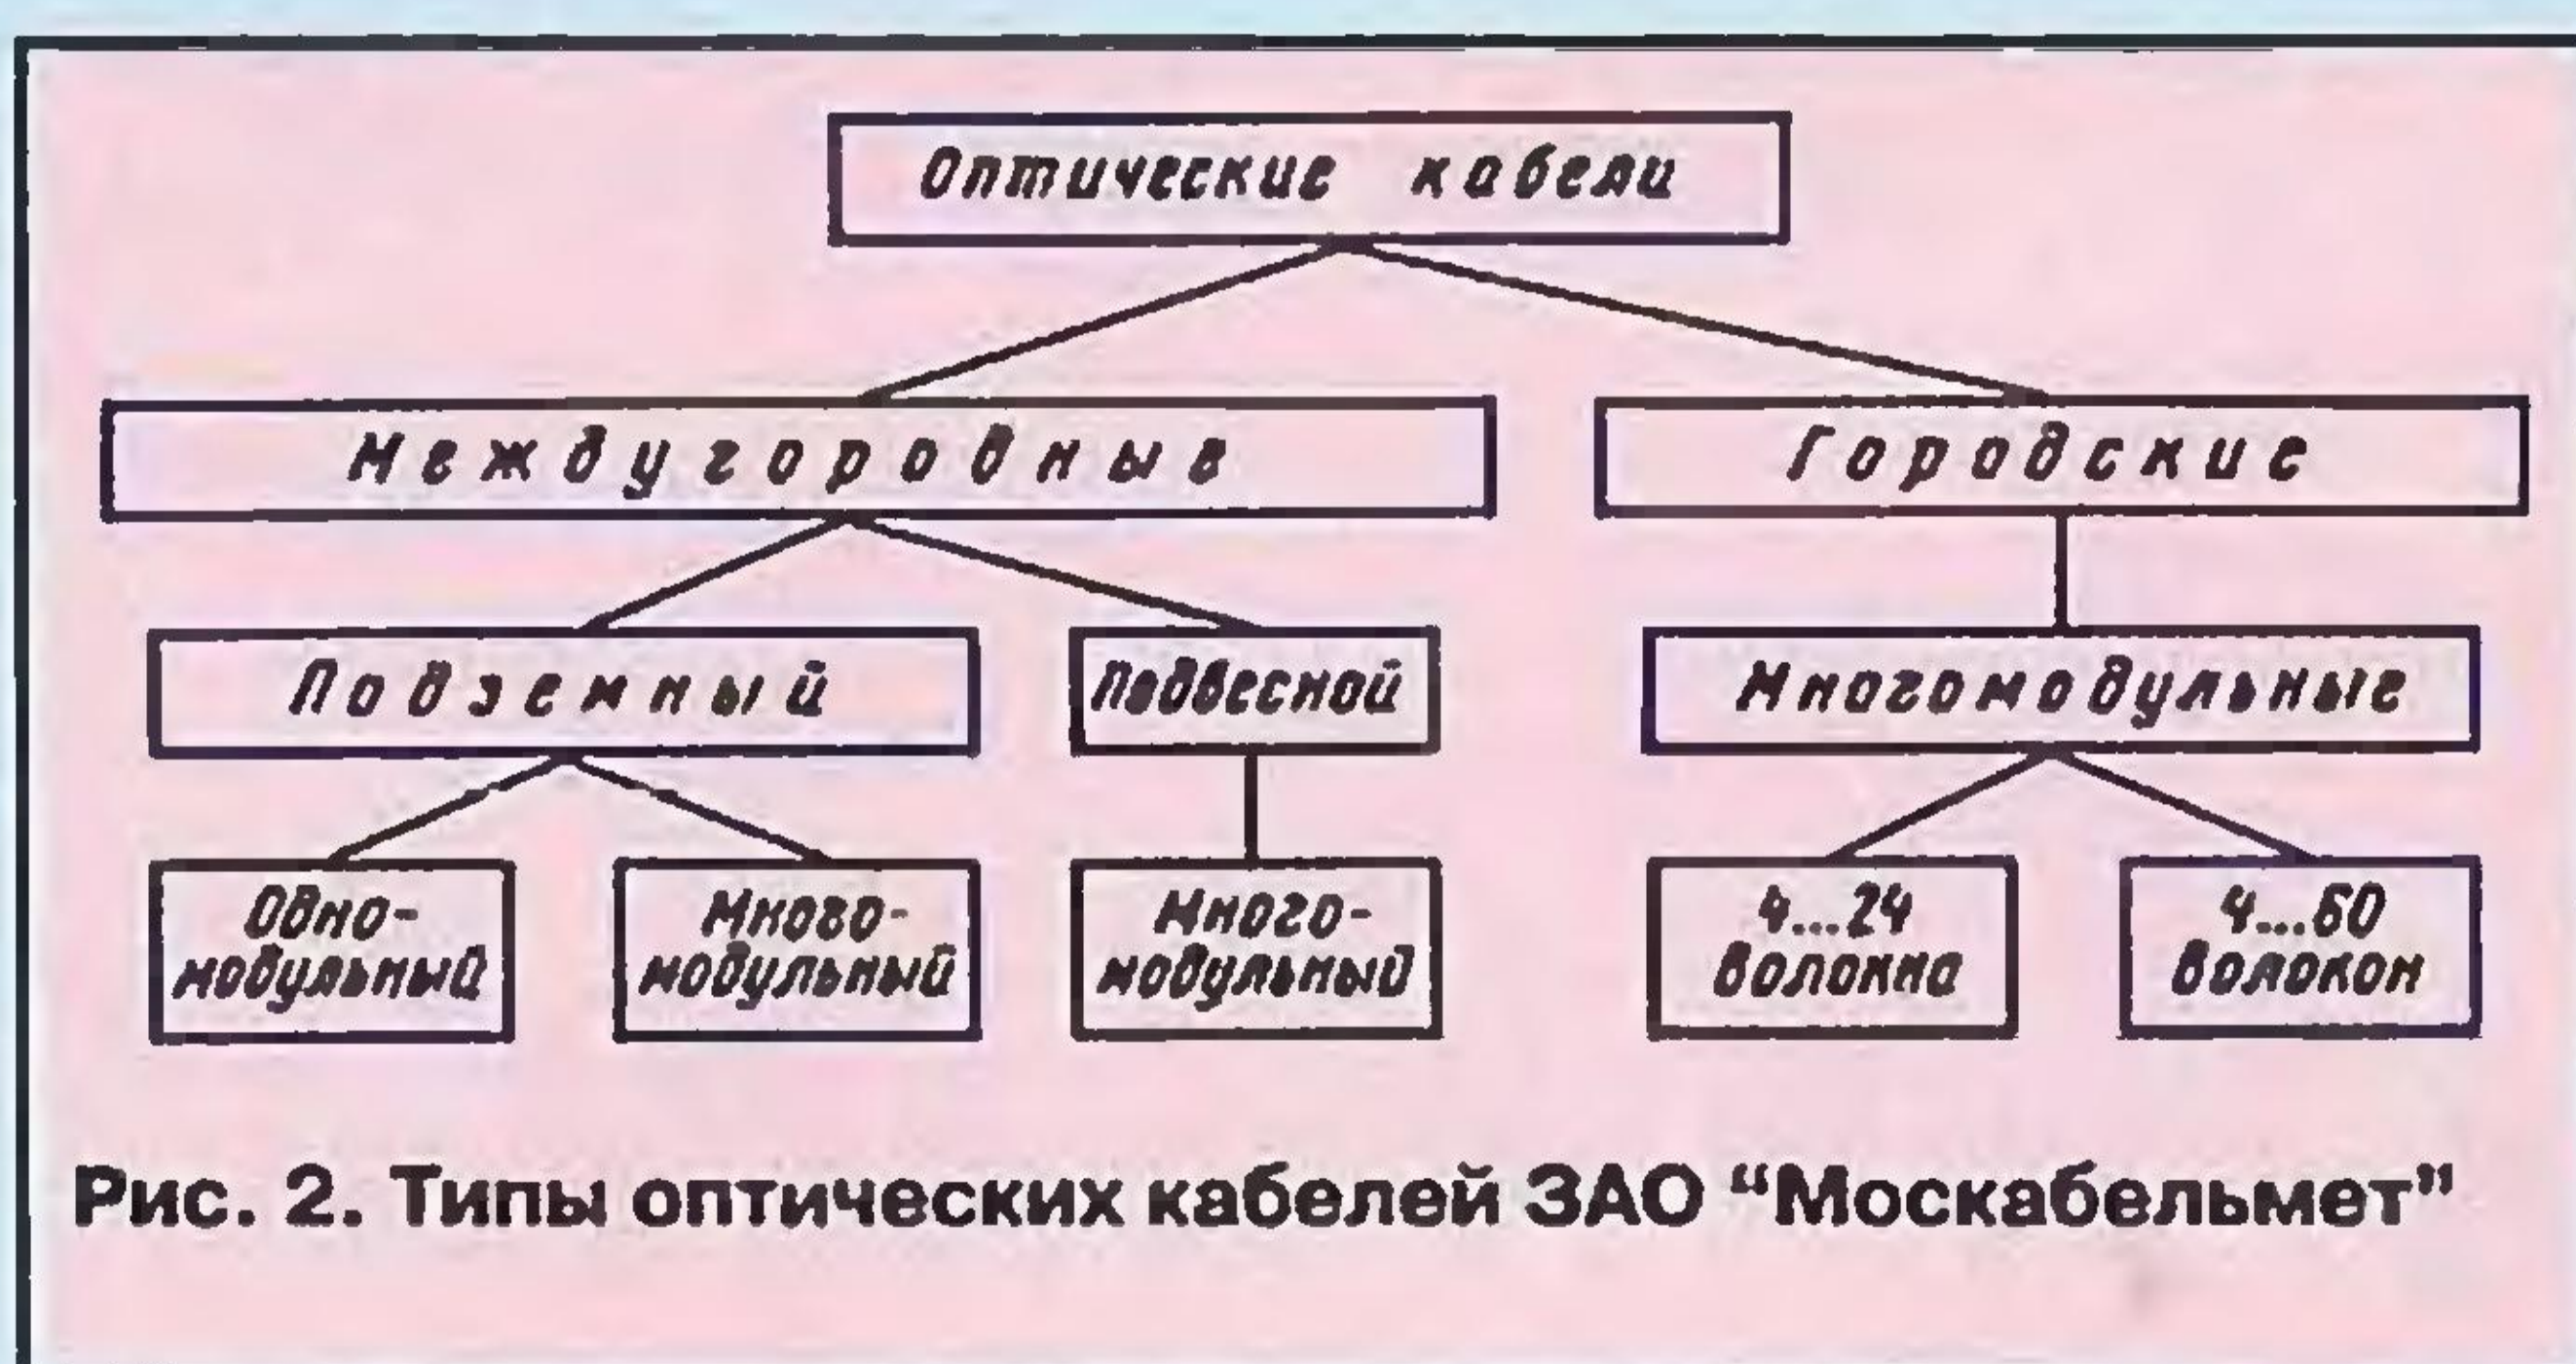 Оптические кабели
Междугородные
Городские
Подземный
Подвесной
Многомодульные
Одно-
модульный
Много-
модульный
Много-
модульный
4...24
волокна
4...60
волокон
Рис. 2. Типы оптических кабелей ЗАО “Москабельмет”